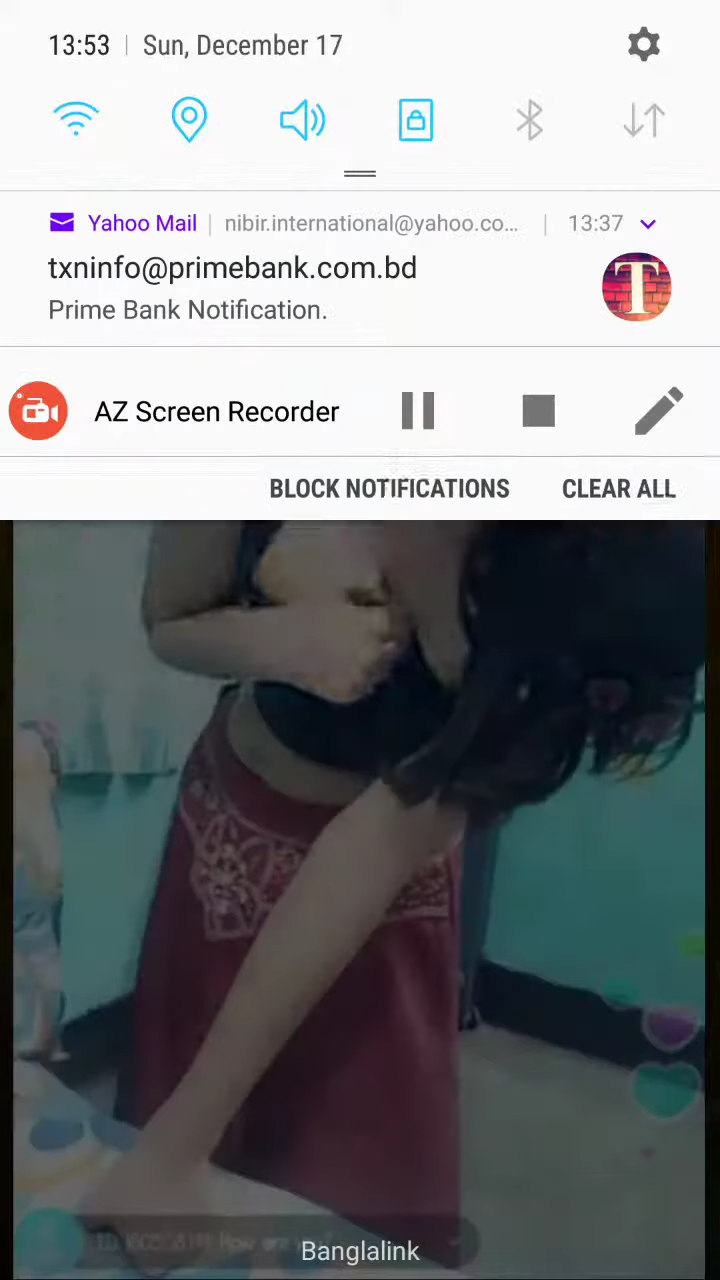 13:53 | Sun, December 17
Yahoo Mail | nibir.international@yahoo.co... | 13:37
txninfo@primebank.com.bd
T
Prime Bank Notification.
AZ Screen Recorder
BLOCK NOTIFICATIONS CLEAR ALL
Banglalink